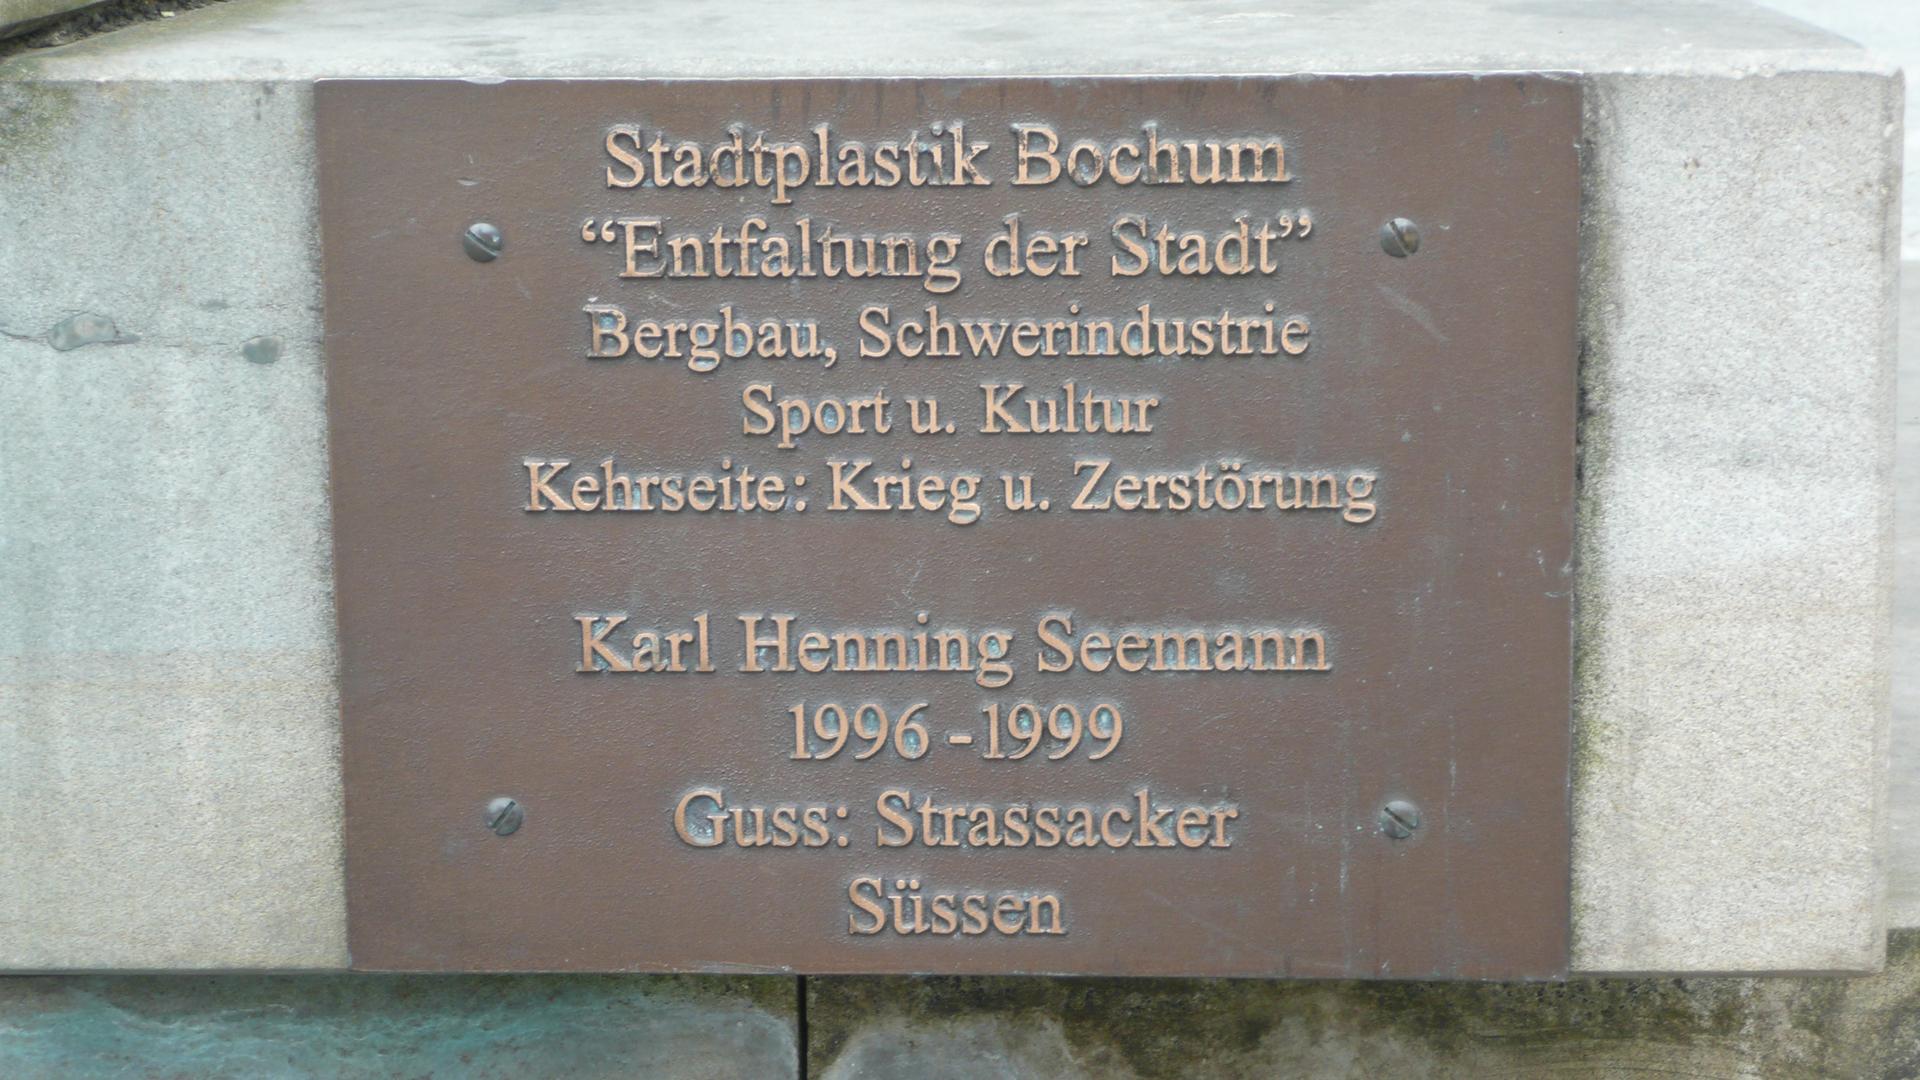 Stadtplastik Bochum
“Entfaltung der Stadt”
Bergbau, Schwerindustrie
Sport u. Kultur
Kehrseite: Krieg u. Zerstörung
Karl Henning Seemann
1996 - 1999
Guss: Strassacker
Süssen